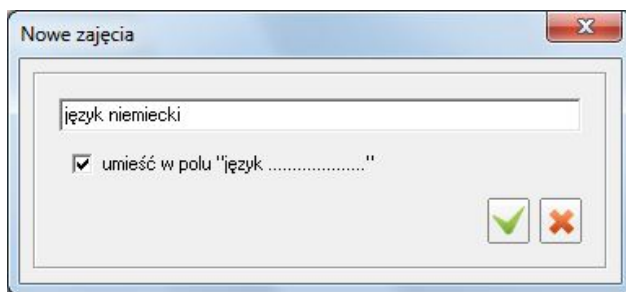 Nowe zajęcia
język niemiecki
umieść w polu "język ....................."